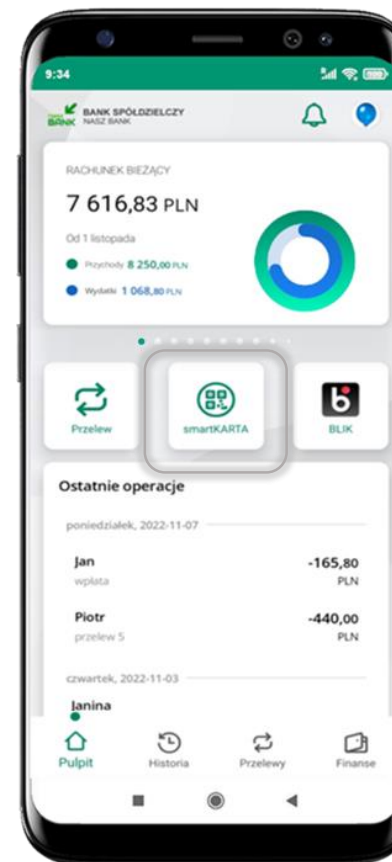 9:34
BANK SPÓŁDZIELCZY
NASZ BANK
BANK
RACHUNEK BIEŻĄCY
7 616,83 PLN
Od 1 listopada
Przychody 8 250,00 PLN
Wydatki 1 068,80 PLN
Przelew
smartKARTA
BLIK
Ostatnie operacje
poniedziałek, 2022-11-07
Jan
-165,80
wpłata
PLN
Piotr
-440,00
przelew 5
PLN
czwartek, 2022-11-03
Janina
Pulpit
Historia
Przelewy
Finanse